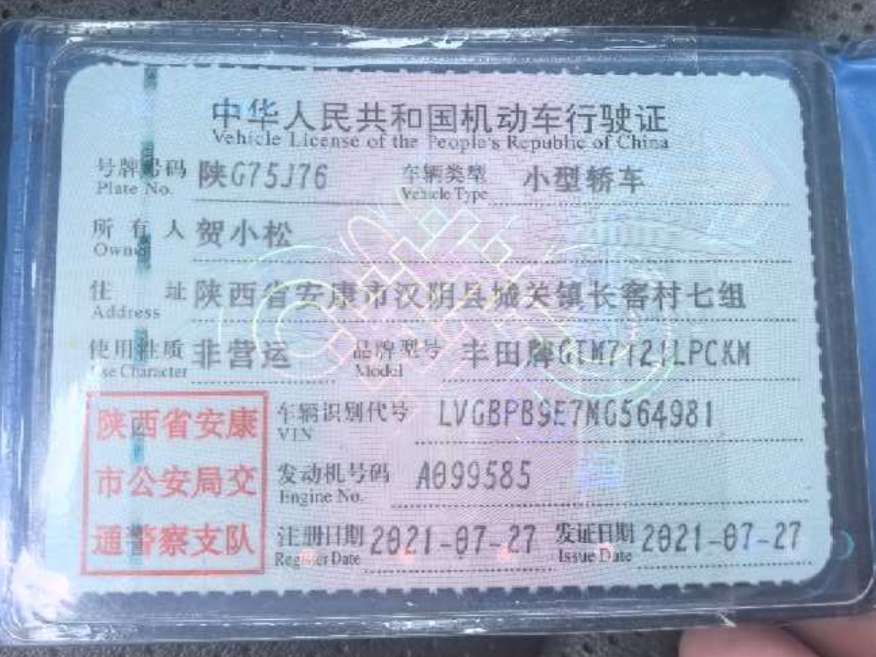 中华人民共和国机动车行驶证
Vehicle License of the People's Republic of China
号牌号码 陕G75J76 车辆类型 小型轿车
Plate No. Vehicle Type
所有人 贺小松
Owner
住址 陕西省安康市汉阴县城关镇长窖村七组
Address
使用性质 非营运 品牌型号 丰田牌GTM7121LPCKM
Use Character Model
陕西省安康
市公安局交
通警察支队
车辆识别代号 LVGBPB9E7MG564981
VIN
发动机号码 A099585
Engine No.
注册日期 2021-07-27 发证日期 2021-07-27
Register Date Issue Date